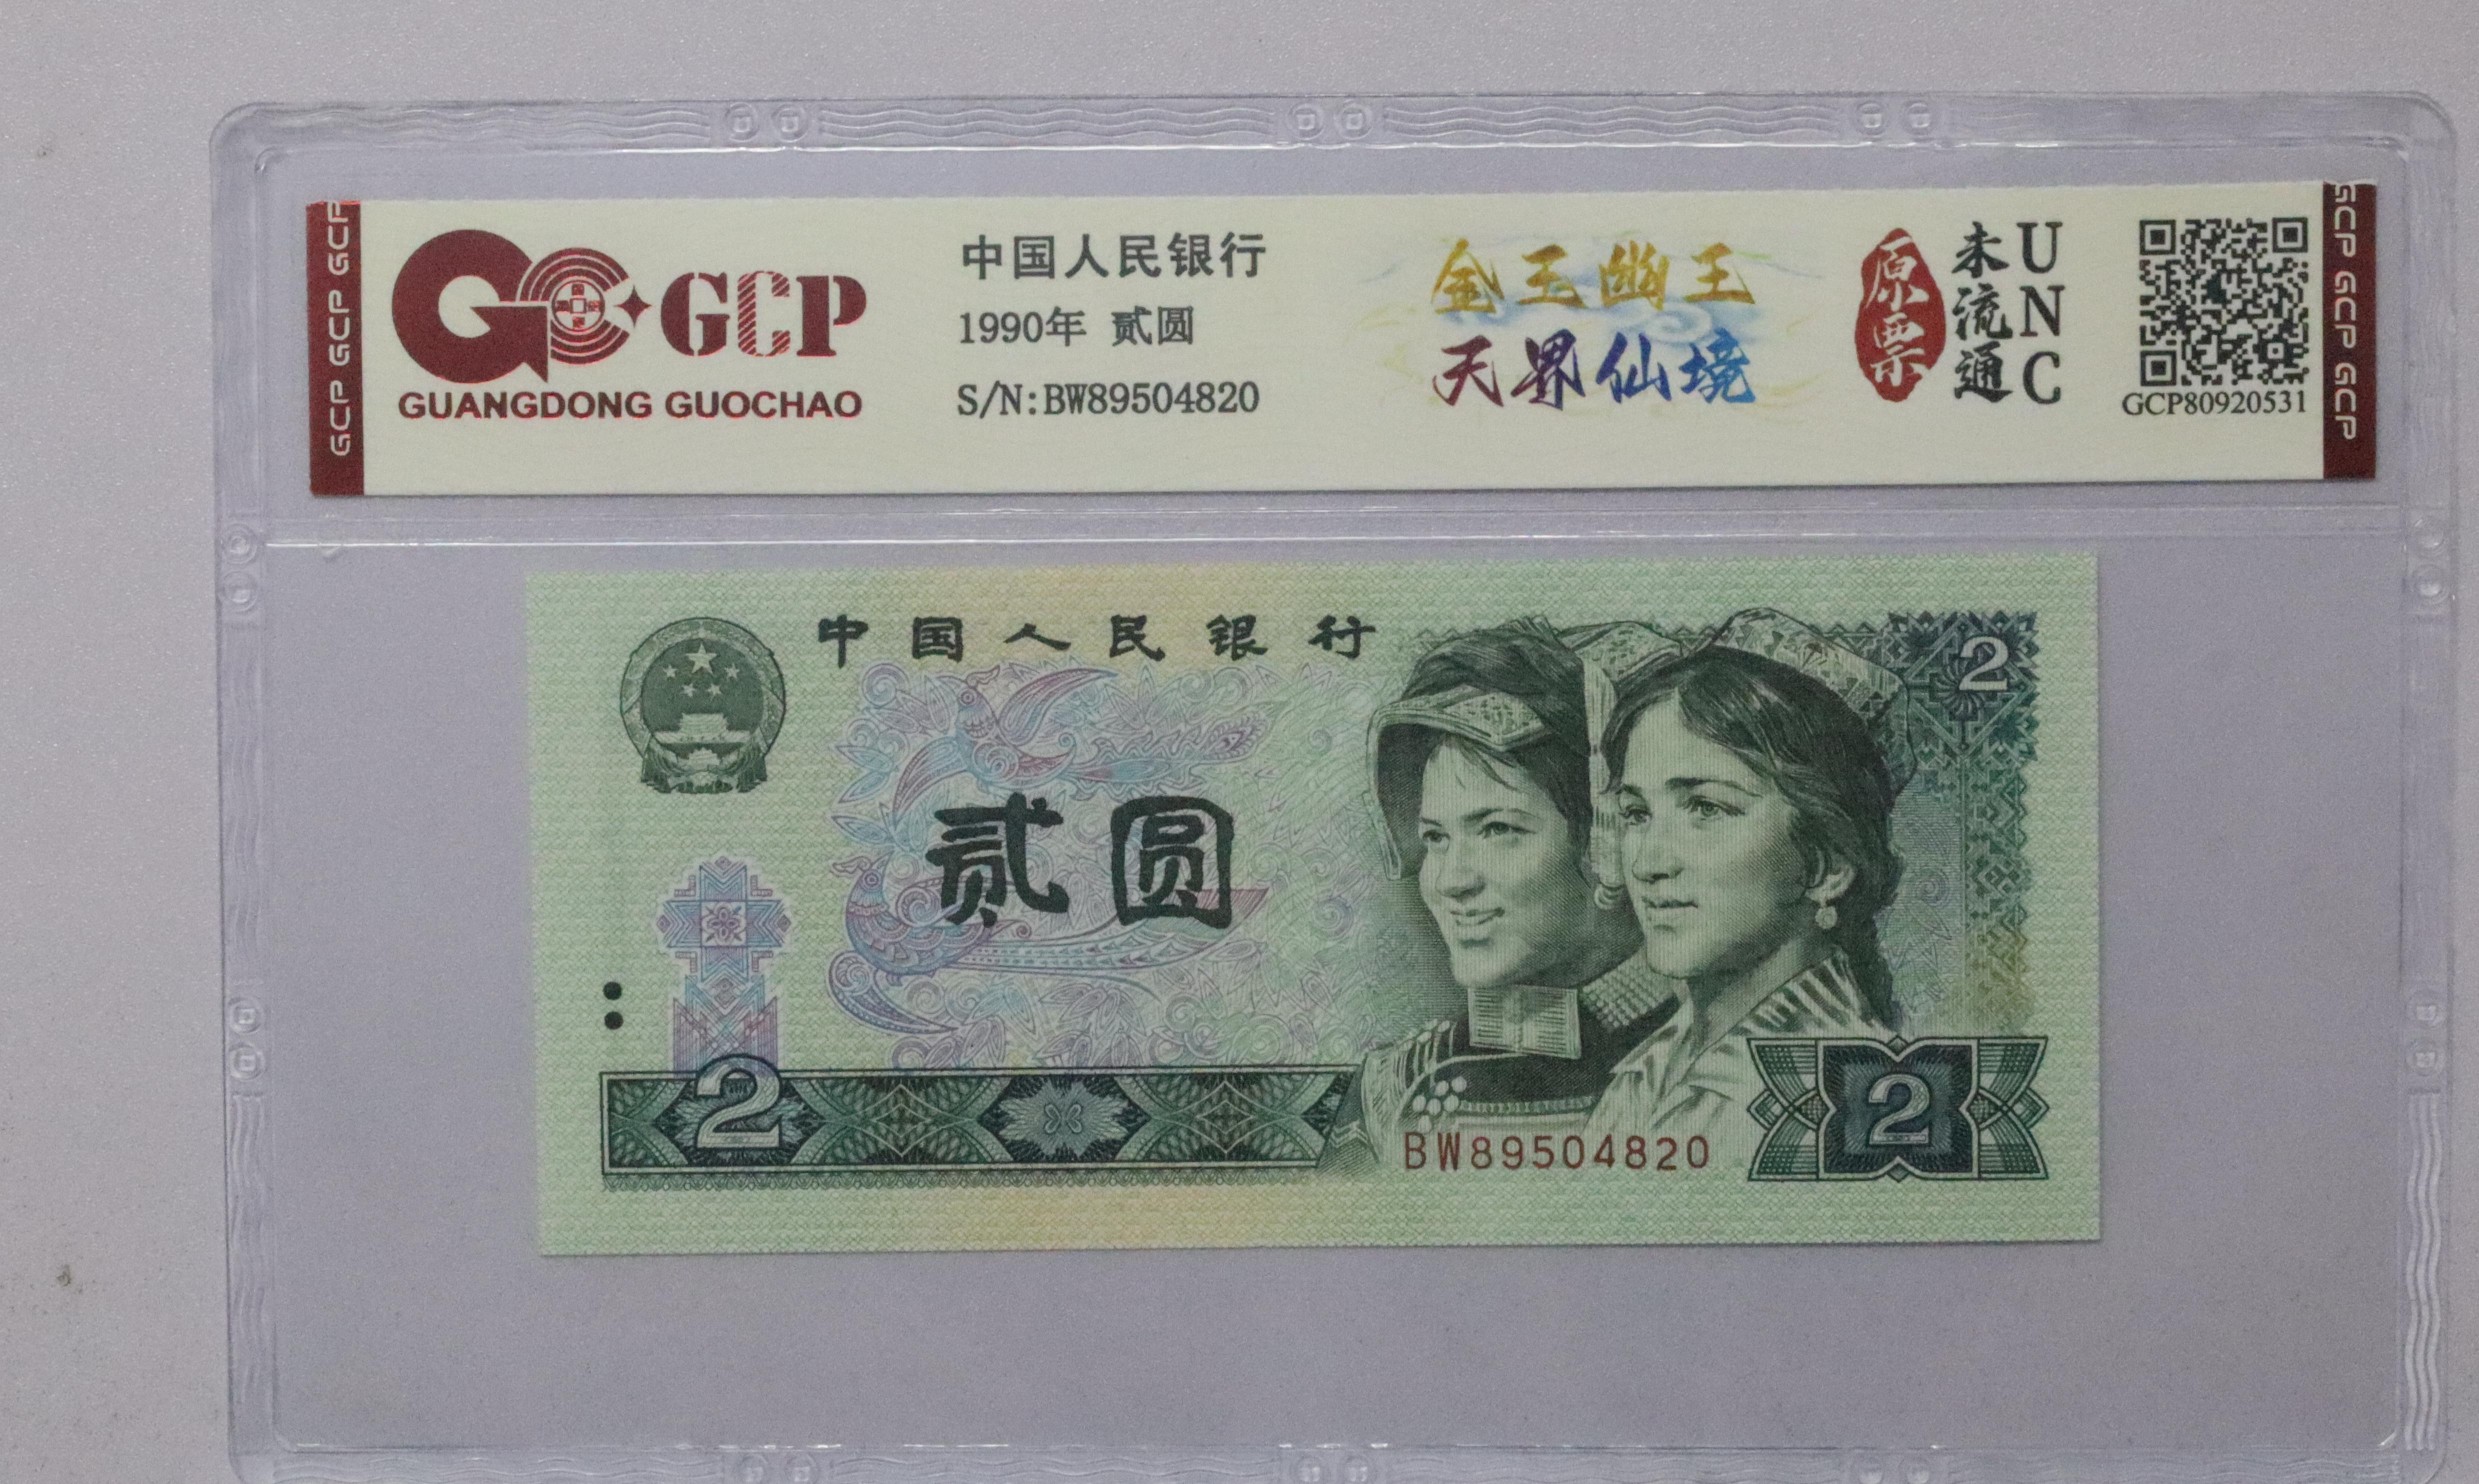 GCP GCP GCP
GCP
GUANGDONG GUOCHAO
中国人民银行
1990年 贰圆
S/N:BW89504820
金玉幽王
天界仙境
原票
未流通
UNC
GCP80920531
GCP GCP GCP
中国人民银行
2
贰圆
2
BW89504820
2